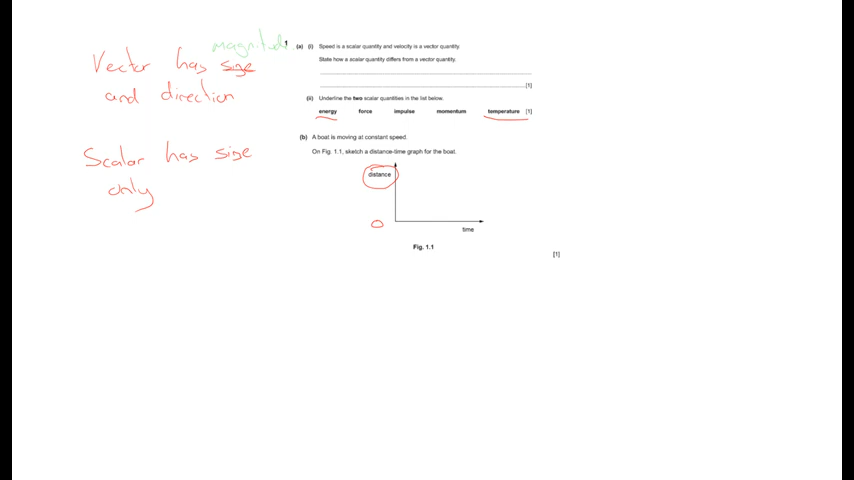 magnitude
Vector has size
and direction
Scalar has size
only
1
(a) (i) Speed is a scalar quantity and velocity is a vector quantity.
State how a scalar quantity differs from a vector quantity.
[1]
(ii) Underline the two scalar quantities in the list below.
energy force impulse momentum temperature [1]
(b) A boat is moving at constant speed.
On Fig. 1.1, sketch a distance-time graph for the boat.
distance
0
time
Fig. 1.1
[1]